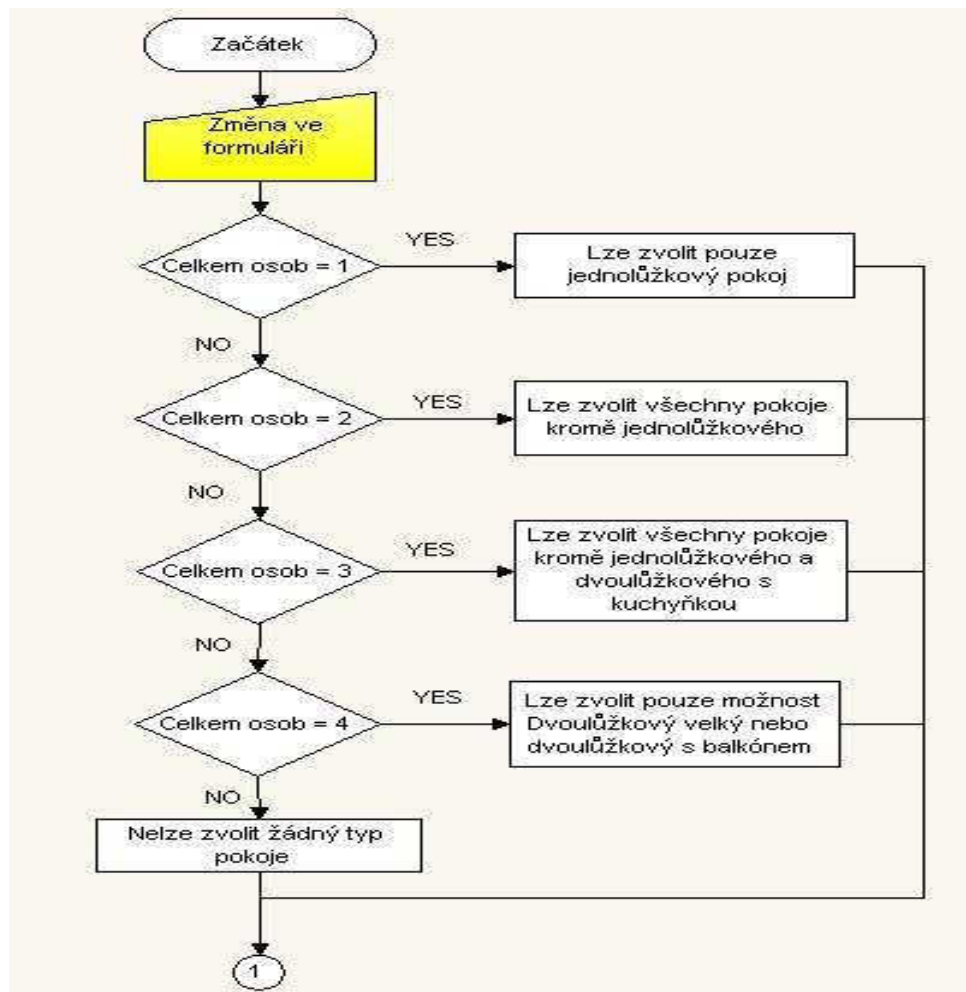 Začátek
Změna ve
formuláři
Celkem osob = 1
YES
Lze zvolit pouze
jednolůžkový pokoj
NO
Celkem osob = 2
YES
Lze zvolit všechny pokoje
kromě jednolůžkového
NO
Celkem osob = 3
YES
Lze zvolit všechny pokoje
kromě jednolůžkového a
dvoulůžkového s
kuchyňkou
NO
Celkem osob = 4
YES
Lze zvolit pouze možnost
Dvoulůžkový velký nebo
dvoulůžkový s balkónem
NO
Nelze zvolit žádný typ
pokoje
1